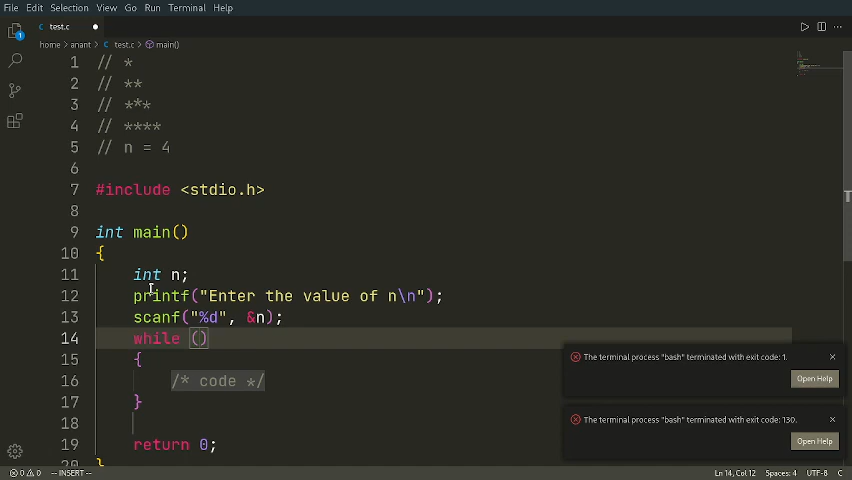 File Edit Selection View Go Run Terminal Help
1
C test.c
home > anant > C test.c > main()
1 // *
2 // **
3 // ***
4 // ****
5 // n = 4
6
7 #include <stdio.h>
8
9 int main()
10 {
11 int n;
12 printf("Enter the value of n\n");
13 scanf("%d", &n);
14 while ()
15 {
16 /* code */
17 }
18
19 return 0;
20 }
The terminal process "bash" terminated with exit code: 1.
Open Help
The terminal process "bash" terminated with exit code: 130.
Open Help
0 0 -- INSERT -- Ln 14, Col 12 Spaces: 4 UTF-8 C